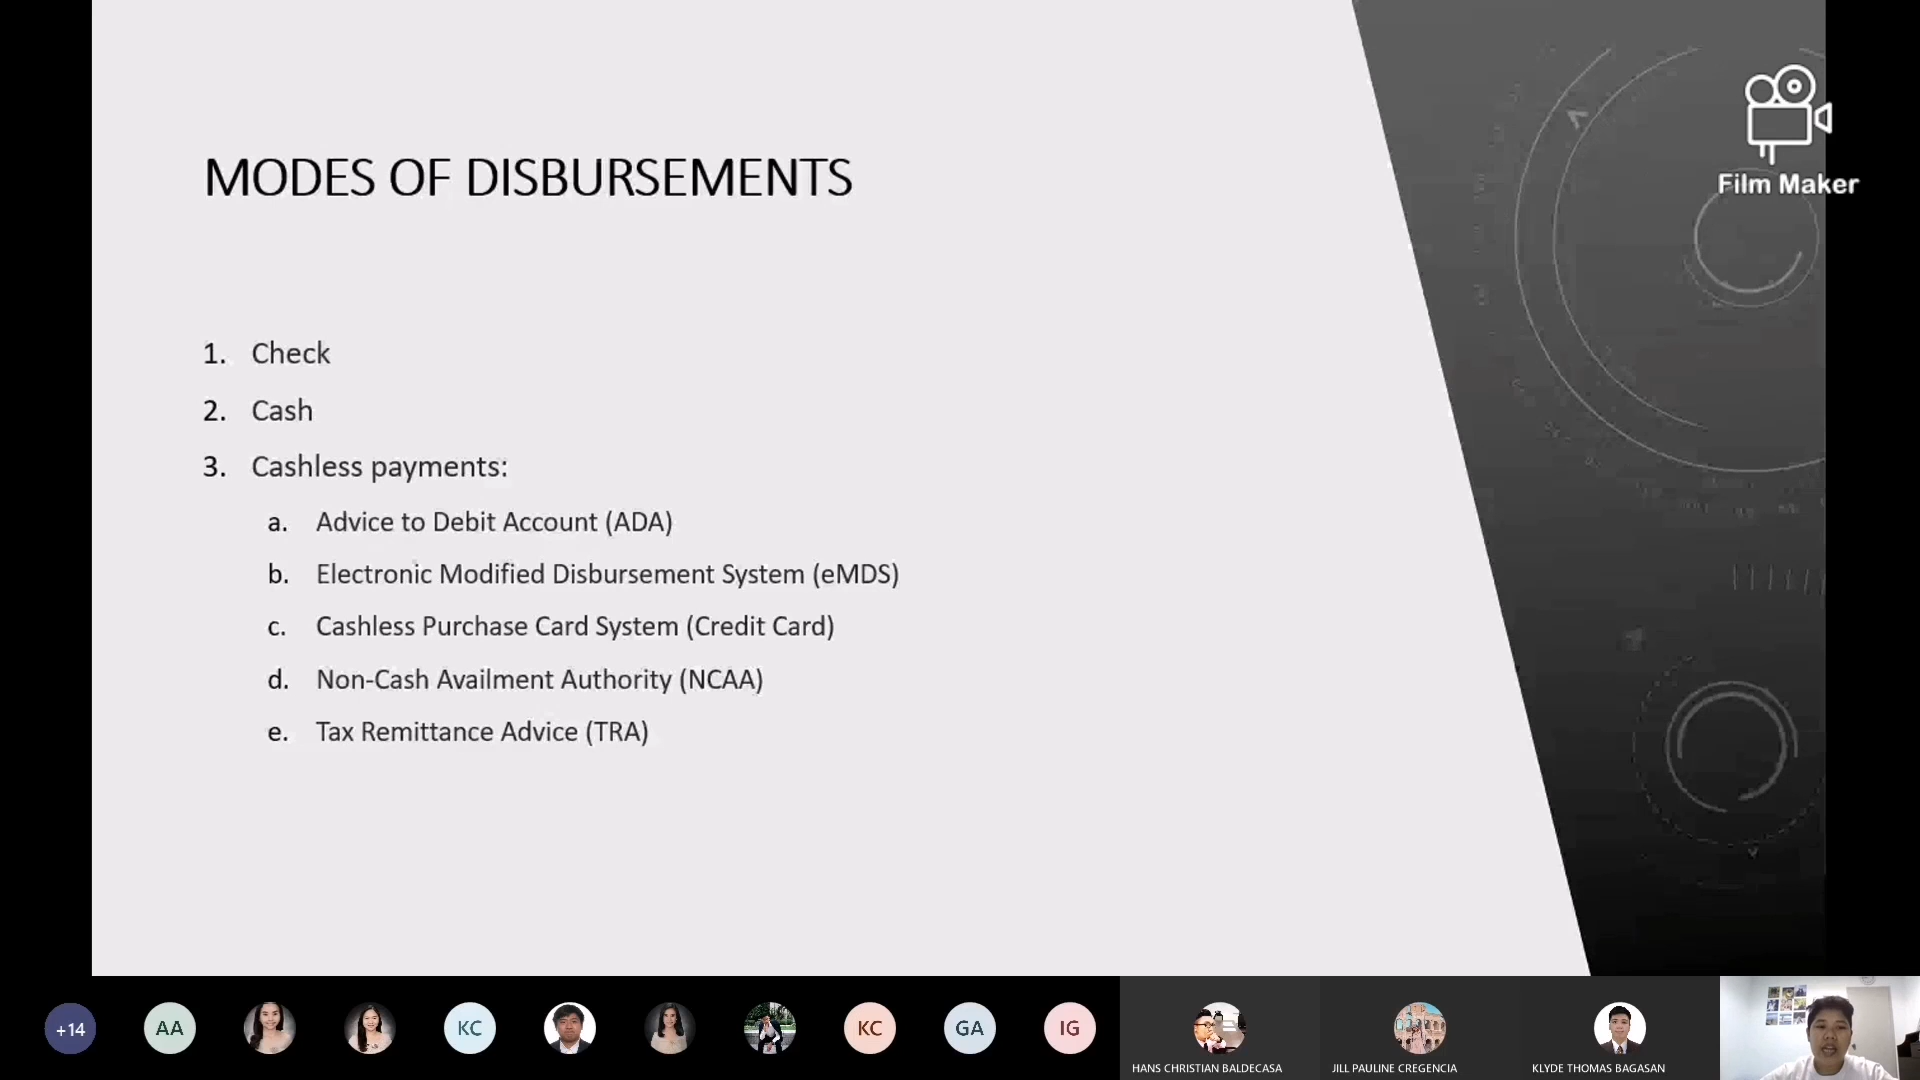 MODES OF DISBURSEMENTS
1. Check
2. Cash
3. Cashless payments:
a. Advice to Debit Account (ADA)
b. Electronic Modified Disbursement System (eMDS)
c. Cashless Purchase Card System (Credit Card)
d. Non-Cash Availment Authority (NCAA)
e. Tax Remittance Advice (TRA)
Film Maker
+14
AA
KC
KC
GA
IG
HANS CHRISTIAN BALDECASA
JILL PAULINE CREGENCIA
KLYDE THOMAS BAGASAN